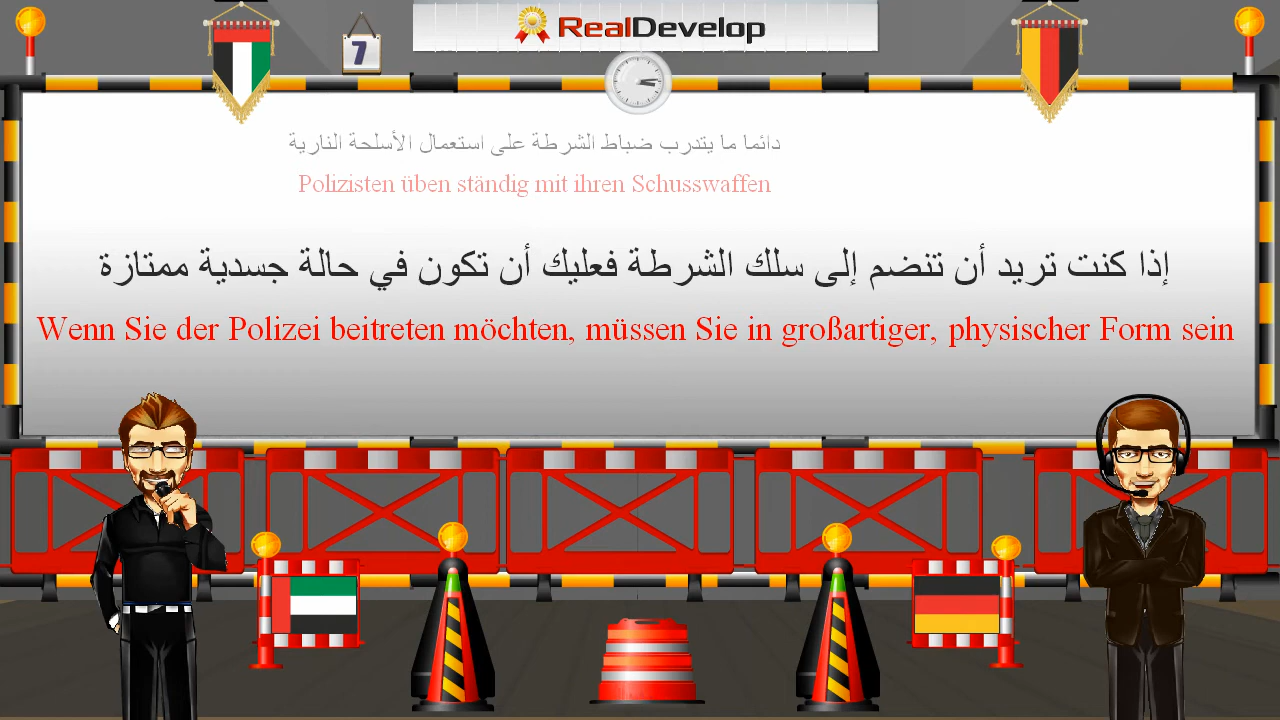 RealDevelop
7
دائما ما يتدرب ضباط الشرطة على استعمال الأسلحة النارية
Polizisten üben ständig mit ihren Schusswaffen
إذا كنت تريد أن تنضم إلى سلك الشرطة فعليك أن تكون في حالة جسدية ممتازة
Wenn Sie der Polizei beitreten möchten, müssen Sie in großartiger, physischer Form sein